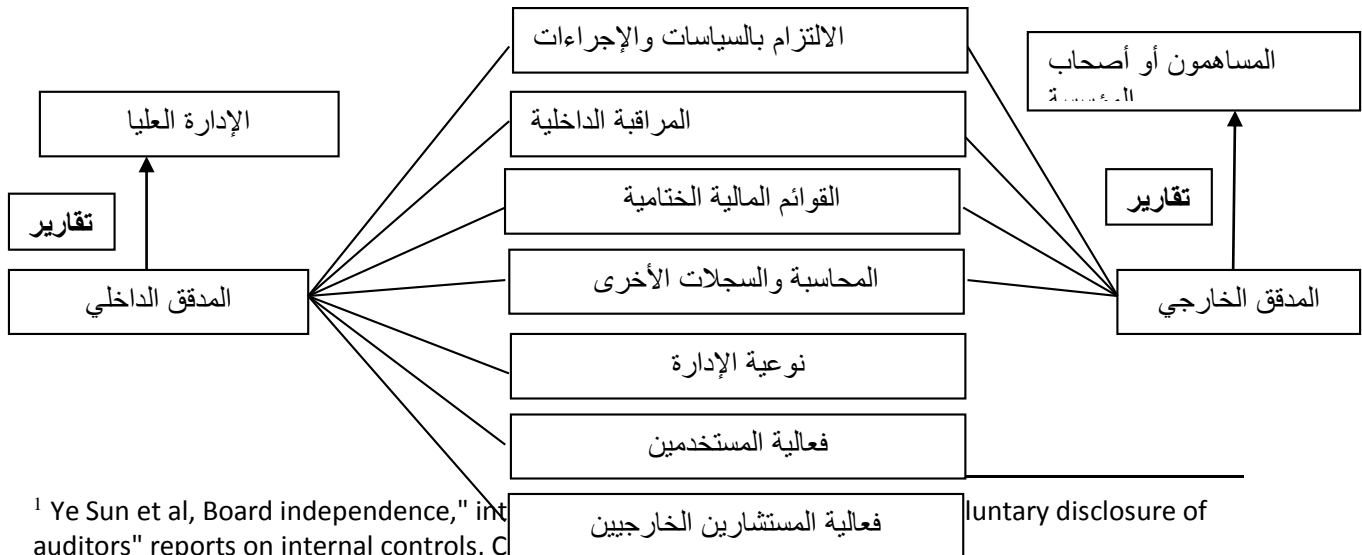 الالتزام بالسياسات والإجراءات
المساهمون أو أصحاب
المؤسسة
الإدارة العليا
المراقبة الداخلية
القوائم المالية الختامية
تقارير
تقارير
المحاسبة والسجلات الأخرى
المدقق الداخلي
المدقق الخارجي
نوعية الإدارة
فعالية المستخدمين
فعالية المستشارين الخارجيين
1 Ye Sun et al, Board independence," int luntary disclosure of
auditors" reports on internal controls, C